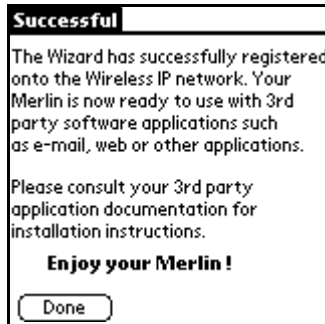 Successful
The Wizard has successfully registered
onto the Wireless IP network. Your
Merlin is now ready to use with 3rd
party software applications such
as e-mail, web or other applications.
Please consult your 3rd party
application documentation for
installation instructions.
Enjoy your Merlin !
Done